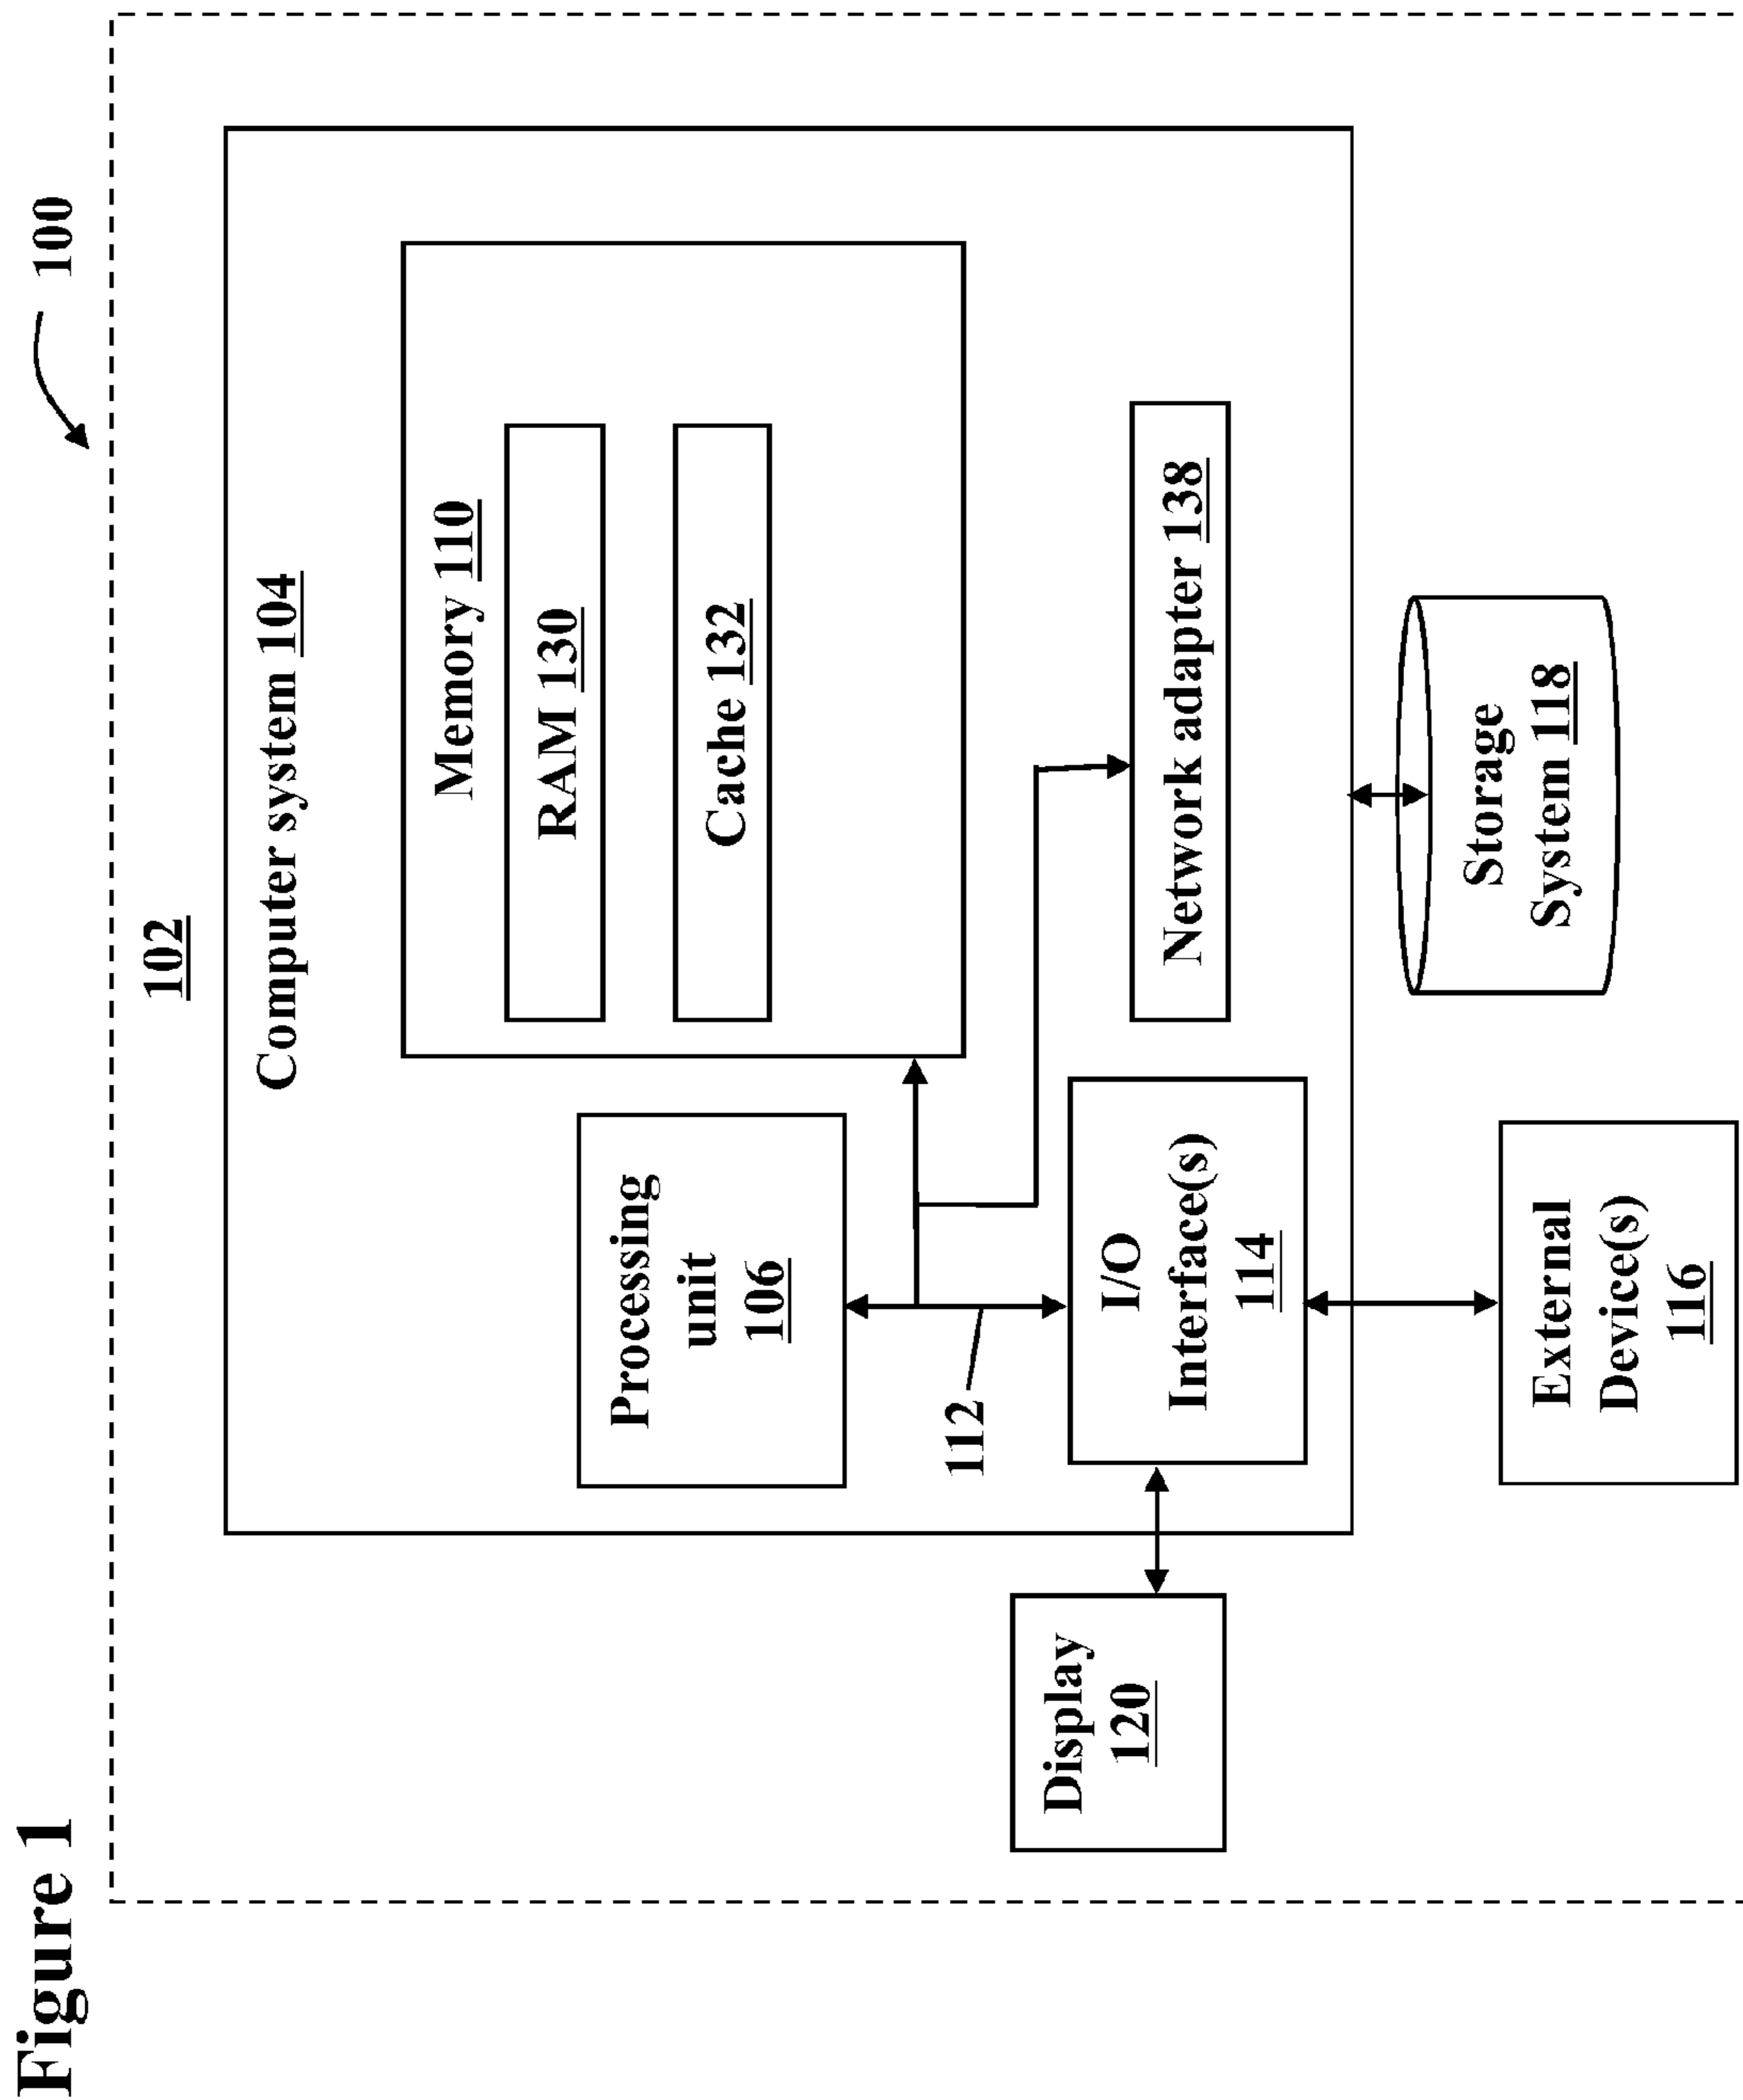 Figure 1
100
102
Computer system 104
Memory 110
RAM 130
Cache 132
Processing
unit
106
112
Display
120
I/O
Interface(s)
114
Network adapter 138
External
Device(s)
116
Storage
System 118